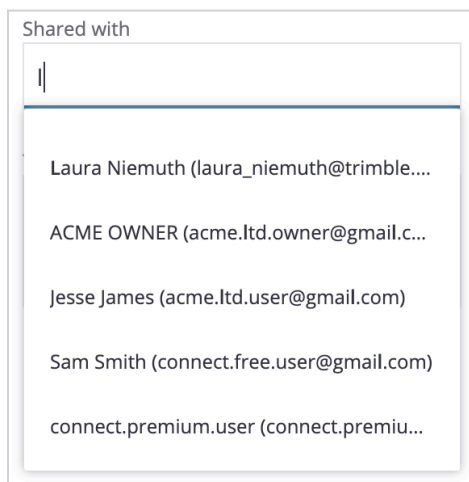 Shared with
l
Laura Niemuth (laura_niemuth@trimble....
ACME OWNER (acme.ltd.owner@gmail.c...
Jesse James (acme.ltd.user@gmail.com)
Sam Smith (connect.free.user@gmail.com)
connect.premium.user (connect.premiu...